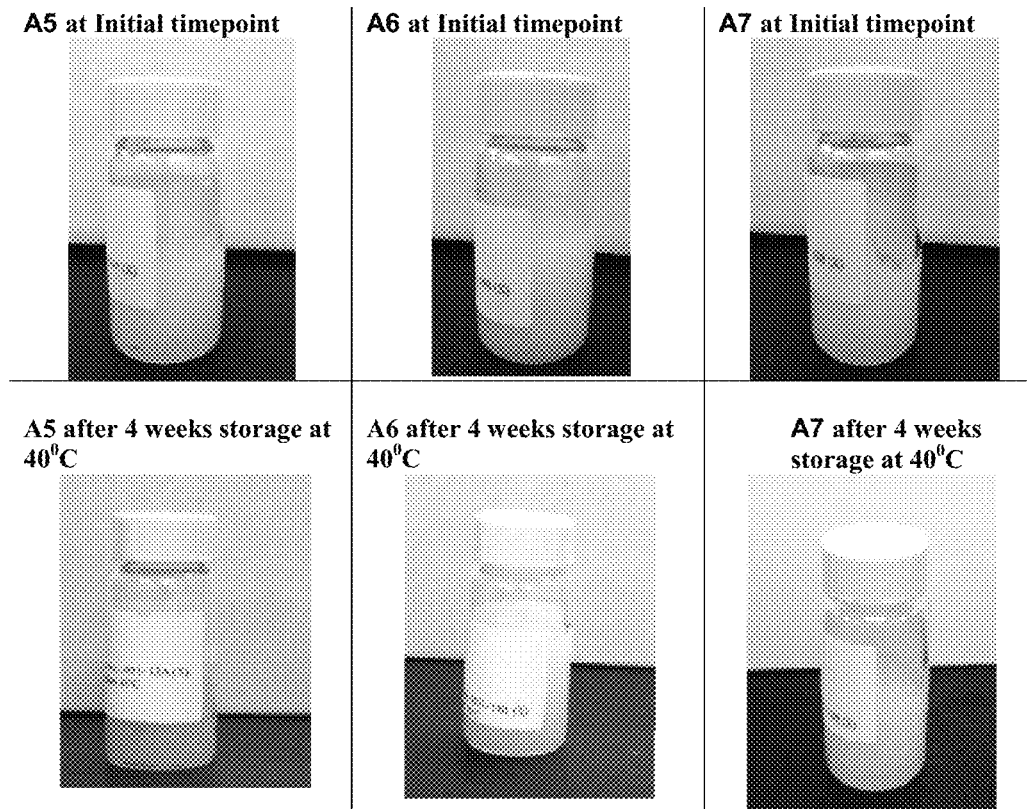 A5 at Initial timepoint
A6 at Initial timepoint
A7 at Initial timepoint
A5 after 4 weeks storage at
40⁰C
A6 after 4 weeks storage at
40⁰C
A7 after 4 weeks
storage at 40⁰C